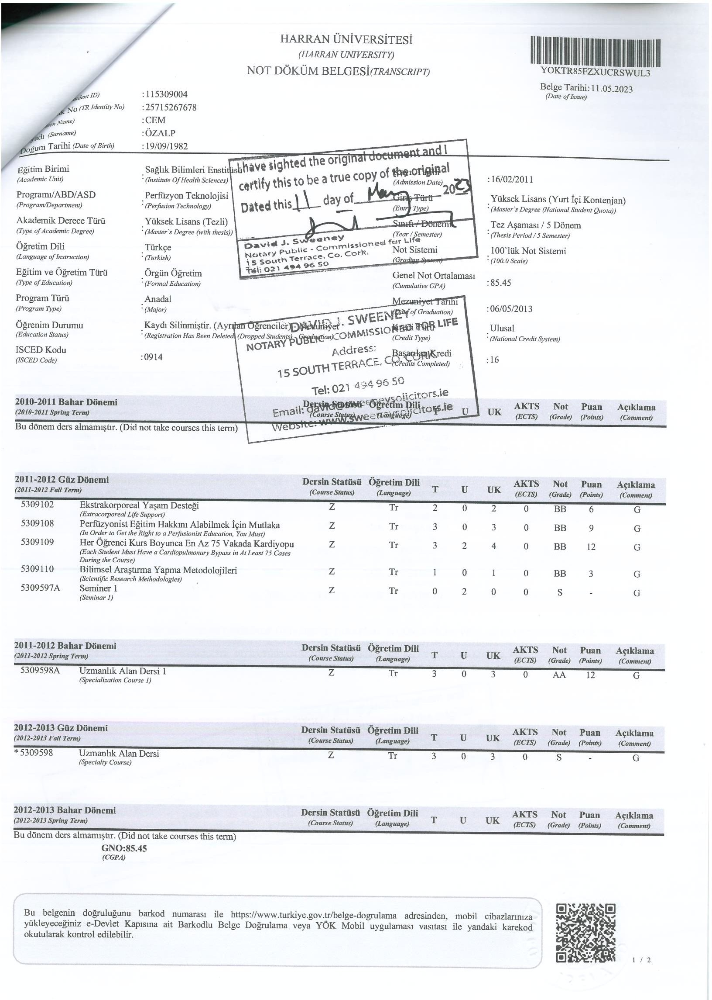 HARRAN ÜNİVERSİTESİ
(HARRAN UNIVERSITY)
NOT DÖKÜM BELGESİ(TRANSCRIPT)
YOKTR85FZXUCRSWUL3
Belge Tarihi:11.05.2023
(Date of Issue)
ID) :115309004
No (TR Identity No) :25715267678
Name) :CEM
(Surname) :ÖZALP
Doğum Tarihi (Date of Birth) :19/09/1982
I have sighted the original document and I
certify this to be a true copy of the original
Dated this 11 day of May 2023
David J. Sweeney
Notary Public - Commissioned for Life
15 South Terrace. Co. Cork.
Tel: 021 494 96 50
Eğitim Birimi Sağlık Bilimleri Enstitüsü
(Academic Unit) : (Institute Of Health Sciences)
(Admission Date) :16/02/2011
Programı/ABD/ASD Perfüzyon Teknolojisi
(Program/Department) : (Perfusion Technology)
Giriş Türü Yüksek Lisans (Yurt İçi Kontenjan)
(Entry Type) : (Master's Degree (National Student Quota))
Akademik Derece Türü Yüksek Lisans (Tezli)
(Type of Academic Degree) : (Master`s Degree (with thesis))
Sınıfı / Dönemi Tez Aşaması / 5 Dönem
(Year / Semester) : (Thesis Period / 5 Semester)
Öğretim Dili Türkçe
(Language of Instruction) : (Turkish)
Not Sistemi 100`lük Not Sistemi
(Grading System) : (100.0 Scale)
Eğitim ve Öğretim Türü Örgün Öğretim
(Type of Education) : (Formal Education)
Genel Not Ortalaması
(Cumulative GPA) :85.45
Program Türü Anadal
(Program Type) : (Major)
Mezuniyet Tarihi
(Date of Graduation) :06/05/2013
Öğrenim Durumu Kaydı Silinmiştir. (Ayrılan Öğrenciler) - Mezuniyet
(Education Status) : (Registration Has Been Deleted. (Dropped Students) - Graduation)
Kredi Türü Ulusal
(Credit Type) : (National Credit System)
ISCED Kodu
(ISCED Code) :0914
Başarılan Kredi
(Credits Completed) :16
DAVID J. SWEENEY
NOTARY PUBLIC - COMMISSIONED FOR LIFE
Address:
15 SOUTH TERRACE, CO. CORK.
Tel: 021 494 96 50
Email: david@sweeneysolicitors.ie
Website: www.sweeneysolicitors.ie
2010-2011 Bahar Dönemi Dersin Statüsü Öğretim Dili T U UK AKTS Not Puan Açıklama
(2010-2011 Spring Term) (Course Status) (Language) (ECTS) (Grade) (Points) (Comment)
Bu dönem ders almamıştır. (Did not take courses this term)
2011-2012 Güz Dönemi Dersin Statüsü Öğretim Dili T U UK AKTS Not Puan Açıklama
(2011-2012 Fall Term) (Course Status) (Language) (ECTS) (Grade) (Points) (Comment)
5309102 Ekstrakorporeal Yaşam Desteği Z Tr 2 0 2 0 BB 6 G
(Extracorporeal Life Support)
5309108 Perfüzyonist Eğitim Hakkını Alabilmek İçin Mutlaka Z Tr 3 0 3 0 BB 9 G
(In Order to Get the Right to a Perfusionist Education, You Must)
5309109 Her Öğrenci Kurs Boyunca En Az 75 Vakada Kardiyopu Z Tr 3 2 4 0 BB 12 G
(Each Student Must Have a Cardiopulmonary Bypass in At Least 75 Cases
During the Course)
5309110 Bilimsel Araştırma Yapma Metodolojileri Z Tr 1 0 1 0 BB 3 G
(Scientific Research Methodologies)
5309597A Seminer 1 Z Tr 0 2 0 0 S - G
(Seminar 1)
2011-2012 Bahar Dönemi Dersin Statüsü Öğretim Dili T U UK AKTS Not Puan Açıklama
(2011-2012 Spring Term) (Course Status) (Language) (ECTS) (Grade) (Points) (Comment)
5309598A Uzmanlık Alan Dersi 1 Z Tr 3 0 3 0 AA 12 G
(Specialization Course 1)
2012-2013 Güz Dönemi Dersin Statüsü Öğretim Dili T U UK AKTS Not Puan Açıklama
(2012-2013 Fall Term) (Course Status) (Language) (ECTS) (Grade) (Points) (Comment)
* 5309598 Uzmanlık Alan Dersi Z Tr 3 0 3 0 S - G
(Specialty Course)
2012-2013 Bahar Dönemi Dersin Statüsü Öğretim Dili T U UK AKTS Not Puan Açıklama
(2012-2013 Spring Term) (Course Status) (Language) (ECTS) (Grade) (Points) (Comment)
Bu dönem ders almamıştır. (Did not take courses this term)
GNO:85.45
(CGPA)
Bu belgenin doğruluğunu barkod numarası ile https://www.turkiye.gov.tr/belge-dogrulama adresinden, mobil cihazlarınıza
yükleyeceğiniz e-Devlet Kapısına ait Barkodlu Belge Doğrulama veya YÖK Mobil uygulaması vasıtası ile yandaki karekod
okutularak kontrol edilebilir.
1 / 2